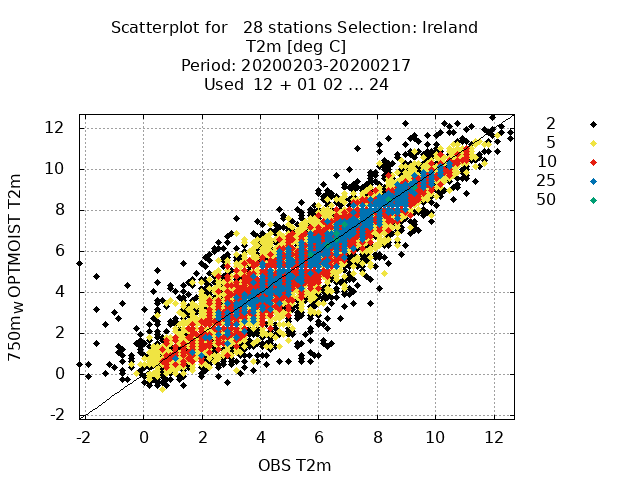 Scatterplot for 28 stations Selection: Ireland
T2m [deg C]
Period: 20200203-20200217
Used 12 + 01 02 ... 24
2
5
10
25
50
12
10
8
6
4
2
0
-2
750m_W OPTMOIST T2m
-2 0 2 4 6 8 10 12
OBS T2m